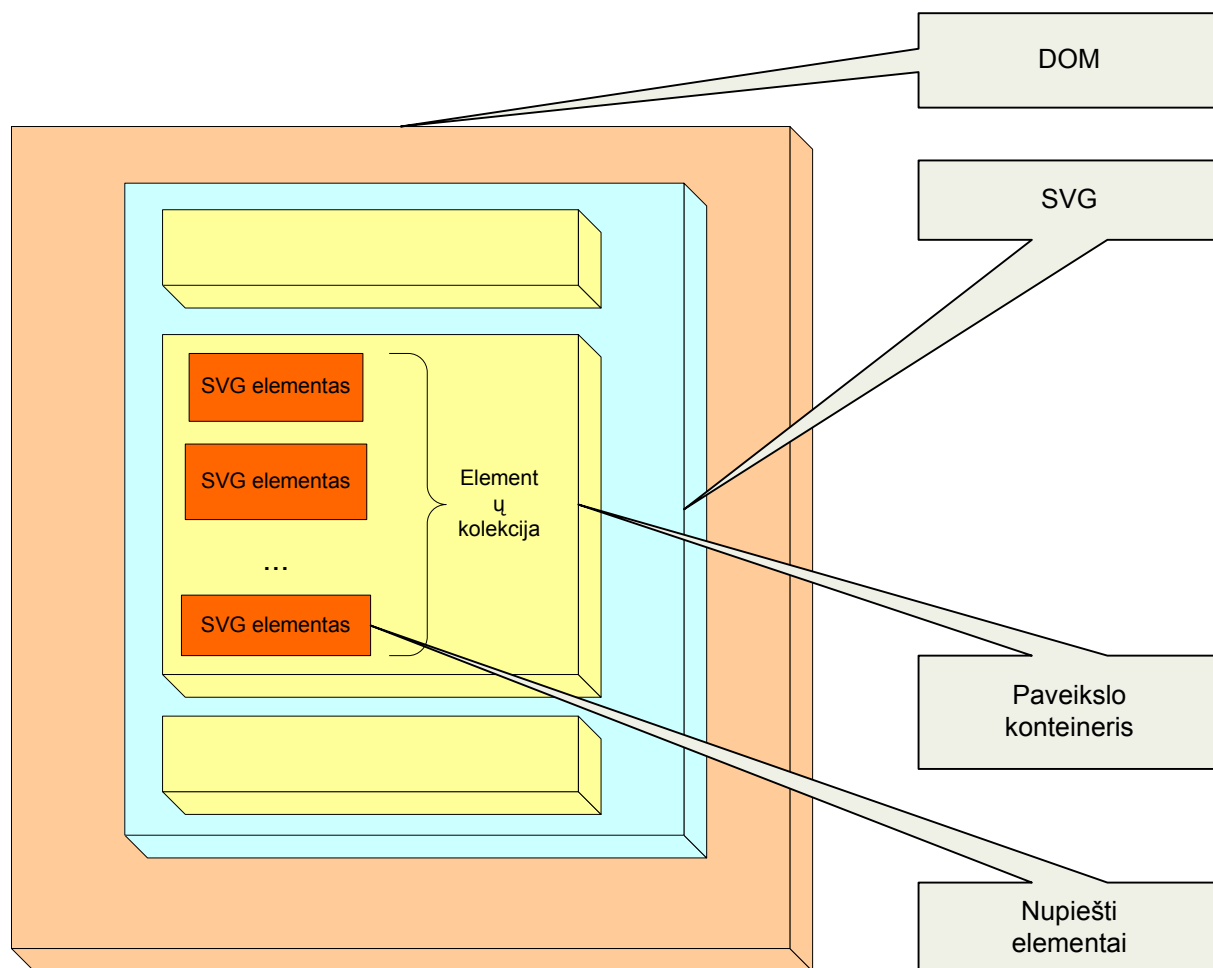 DOM
SVG
SVG elementas
SVG elementas
...
SVG elementas
Element
ų
kolekcija
Paveikslo
konteineris
Nupiešti
elementai